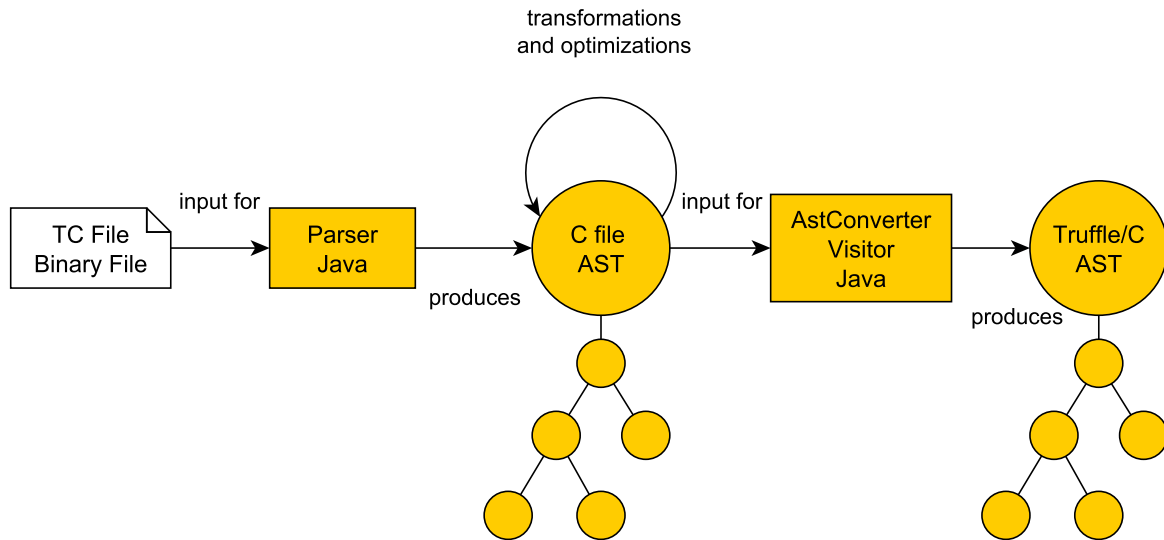 transformations
and optimizations
input for
TC File
Binary File
Parser
Java
produces
C file
AST
input for
AstConverter
Visitor
Java
produces
Truffle/C
AST